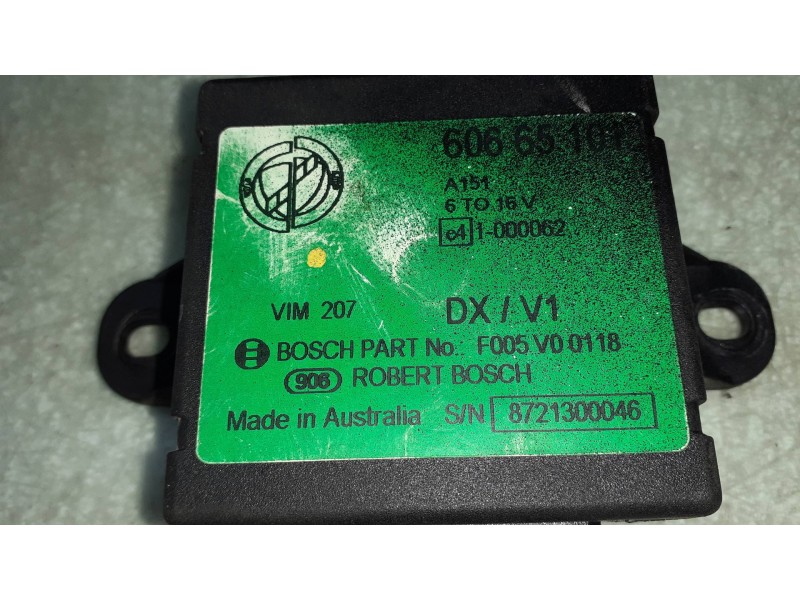 606 65 101
A151
6 TO 16 V
e4 1-000062
VIM 207 DX / V1
BOSCH PART No.: F005 V0 0118
906 ROBERT BOSCH
Made in Australia S/N 8721300046